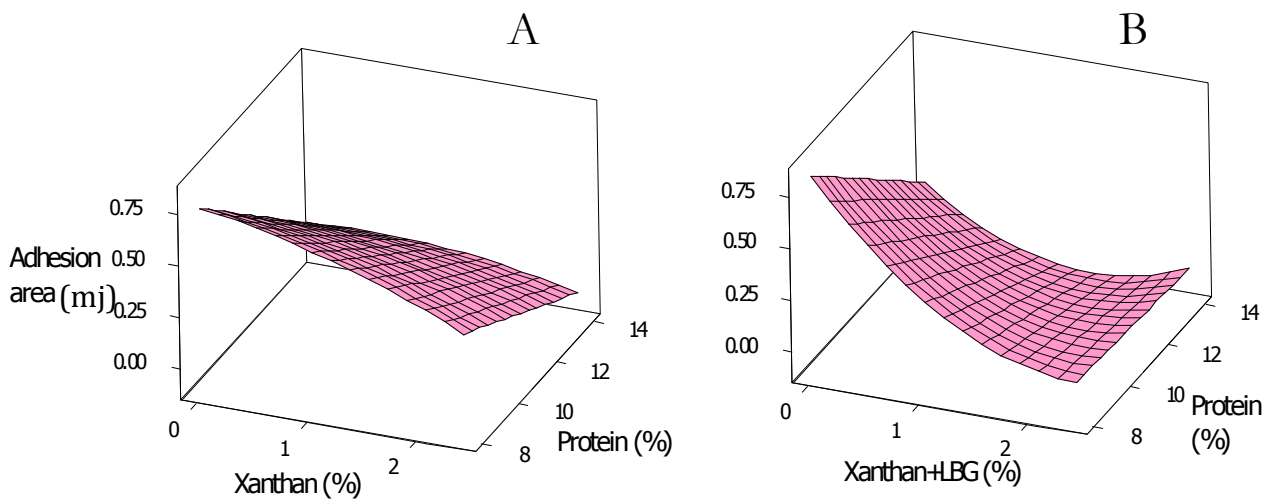 A
0.75
Adhesion 0.50
area (mj)
0.25
0.00
0
1
2
Xanthan (%)
8
10
12
14
Protein (%)
B
0.75
0.50
0.25
0.00
0
1
2
Xanthan+LBG (%)
8
10
12
14
Protein
(%)